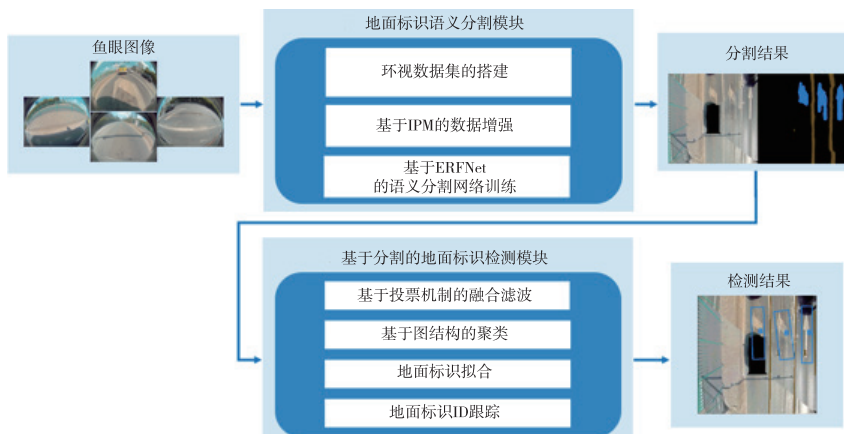 鱼眼图像
地面标识语义分割模块
环视数据集的搭建
基于IPM的数据增强
基于ERFNet
的语义分割网络训练
分割结果
基于分割的地面标识检测模块
基于投票机制的融合滤波
基于图结构的聚类
地面标识拟合
地面标识ID跟踪
检测结果